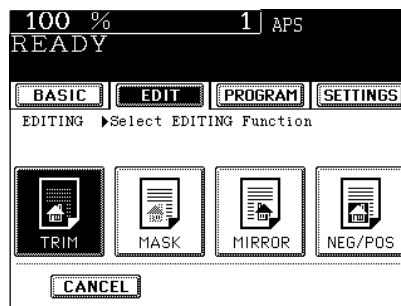 100 % 1 APS
READY
BASIC EDIT PROGRAM SETTINGS
EDITING ▶Select EDITING Function
TRIM MASK MIRROR NEG/POS
CANCEL